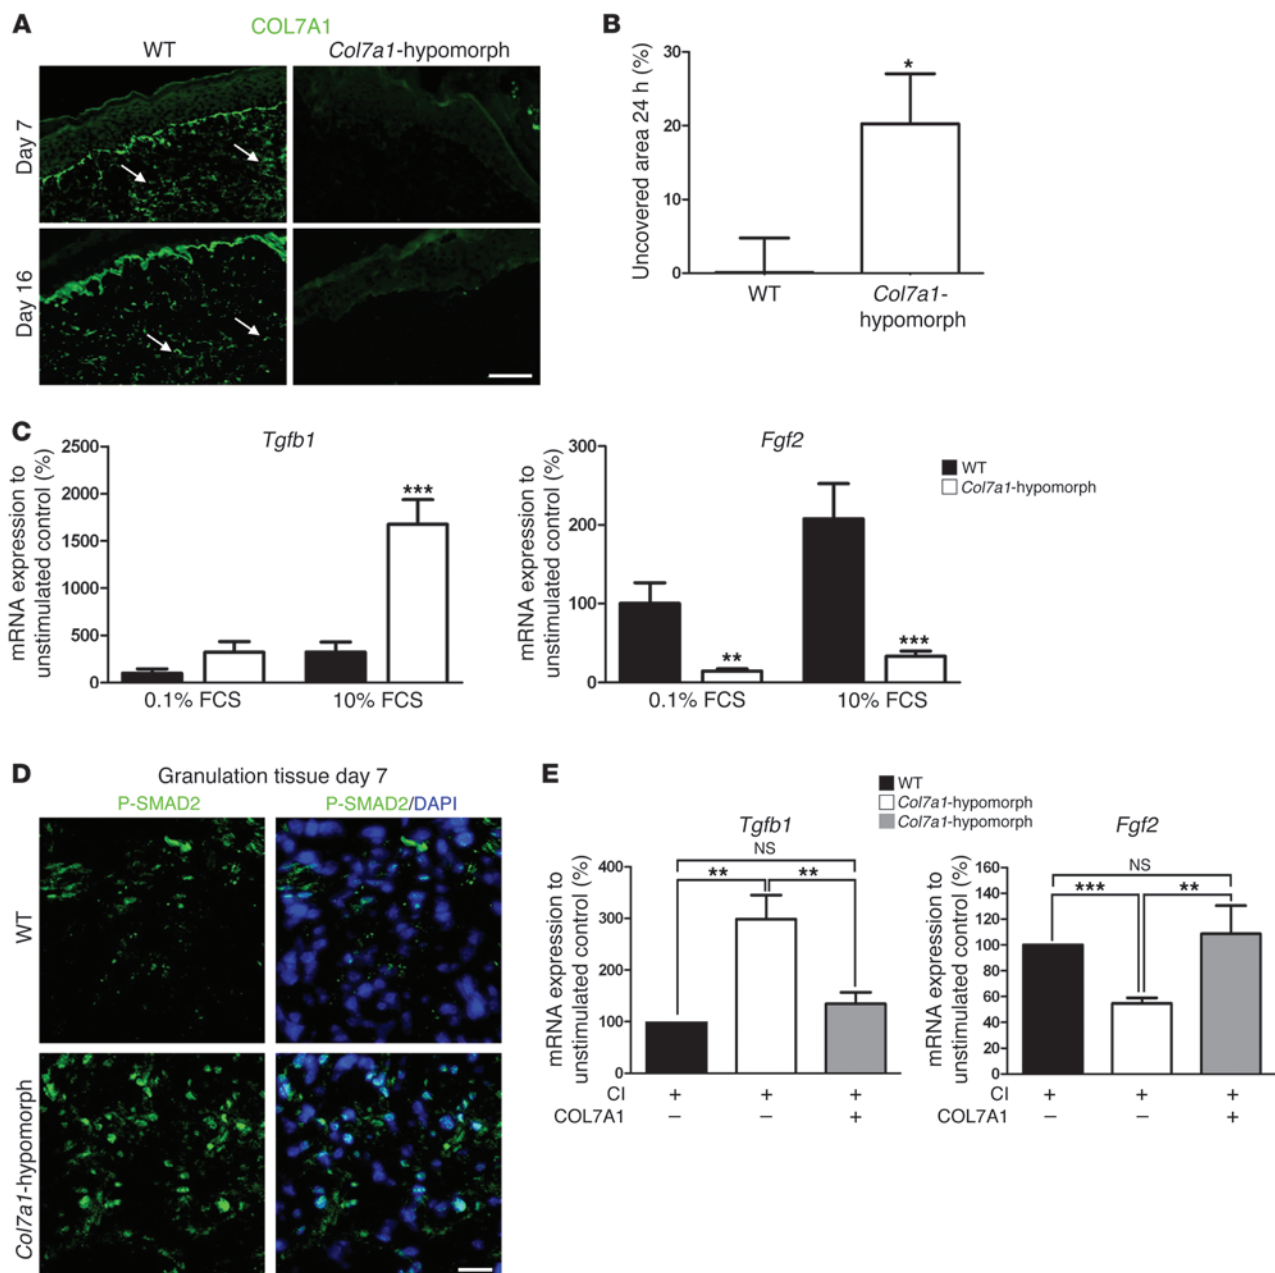 A
COL7A1
WT
Col7a1-hypomorph
Day 7
Day 16
B
Uncovered area 24 h (%)
30
20
10
0
*
WT
Col7a1-
hypomorph
C
Tgfb1
mRNA expression to
unstimulated control (%)
2500
2000
1500
1000
500
0
***
0.1% FCS
10% FCS
Fgf2
mRNA expression to
unstimulated control (%)
300
200
100
0
**
***
0.1% FCS
10% FCS
WT
Col7a1-hypomorph
D
Granulation tissue day 7
P-SMAD2
P-SMAD2/DAPI
WT
Col7a1-hypomorph
E
WT
Col7a1-hypomorph
Col7a1-hypomorph
Tgfb1
mRNA expression to
unstimulated control (%)
400
300
200
100
0
NS
** **
CI + + +
COL7A1 – – +
Fgf2
mRNA expression to
unstimulated control (%)
160
140
120
100
80
60
40
20
0
NS
*** **
+ + +
– – +
CI
COL7A1